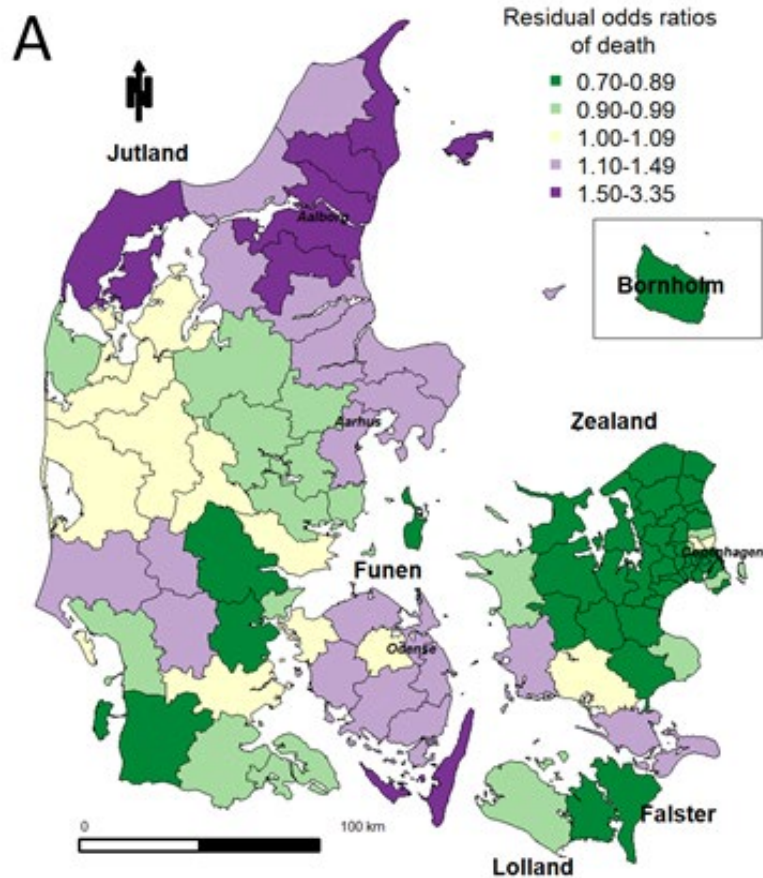 A
Residual odds ratios
of death
0.70-0.89
0.90-0.99
1.00-1.09
1.10-1.49
1.50-3.35
N
Jutland
Aalborg
Bornholm
Aarhus
Zealand
Copenhagen
Funen
Odense
0
100 km
Falster
Lolland